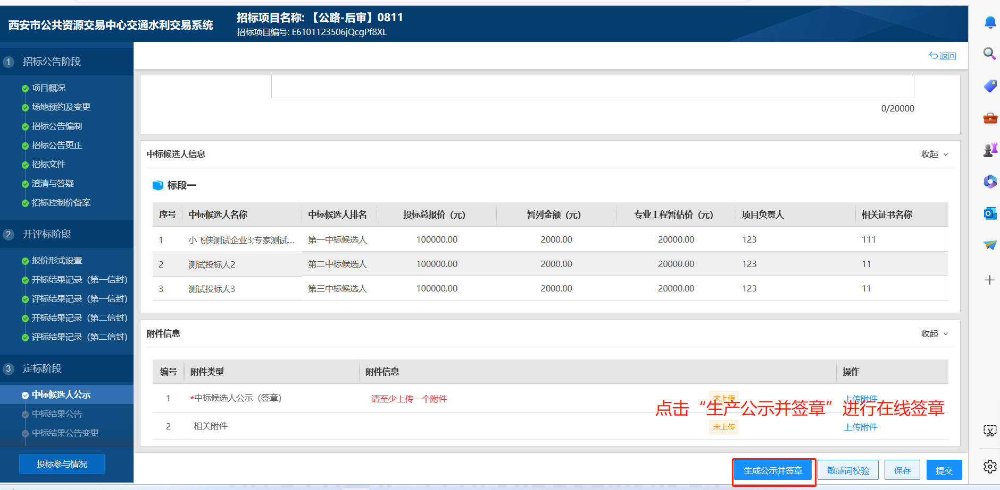 西安市公共资源交易中心交通水利交易系统
招标项目名称: 【公路-后审】0811
招标项目编号: E6101123506jQcgPf8XL
返回
1 招标公告阶段
项目概况
场地预约及变更
招标公告编制
招标公告更正
招标文件
澄清与答疑
招标控制价备案
2 开评标阶段
报价形式设置
开标结果记录（第一信封）
评标结果记录（第一信封）
开标结果记录（第二信封）
评标结果记录（第二信封）
3 定标阶段
中标候选人公示
中标结果公告
中标结果公告变更
投标参与情况
0/20000
中标候选人信息 收起
标段一
序号 中标候选人名称 中标候选人排名 投标总报价（元） 暂列金额（元） 专业工程暂估价（元） 项目负责人 相关证书名称
1 小飞侠测试企业3;专家测试... 第一中标候选人 100000.00 2000.00 20000.00 123 111
2 测试投标人2 第二中标候选人 100000.00 2000.00 20000.00 123 11
3 测试投标人3 第三中标候选人 100000.00 2000.00 20000.00 123 11
附件信息 收起
编号 附件类型 附件信息 操作
1 *中标候选人公示（签章） 请至少上传一个附件 未上传 上传附件
点击“生产公示并签章”进行在线签章
2 相关附件 未上传 上传附件
生成公示并签章 敏感词校验 保存 提交